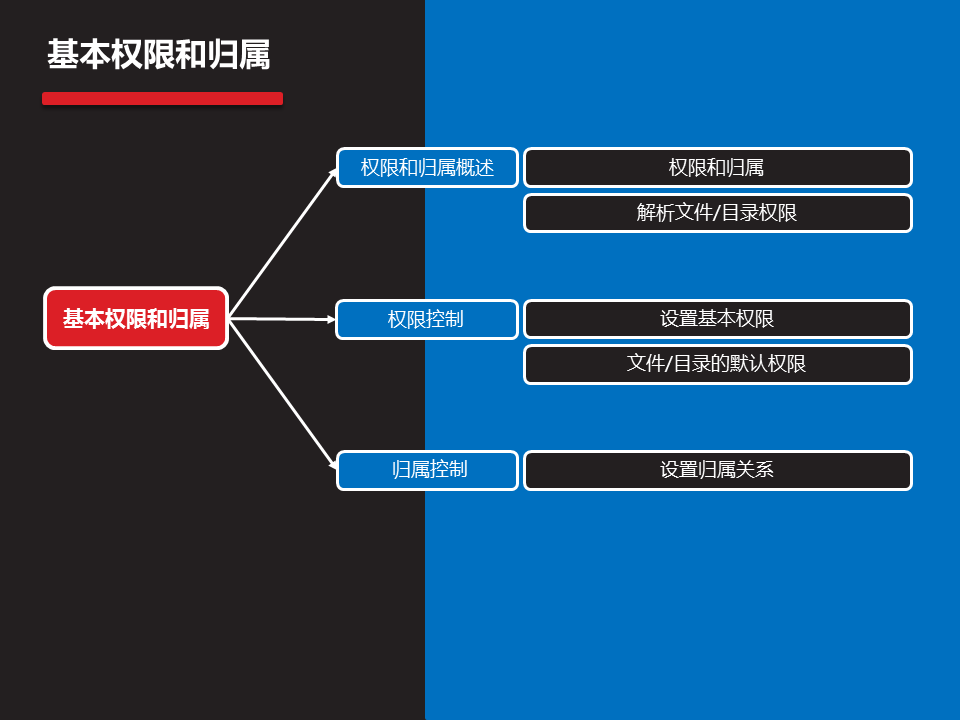 基本权限和归属
权限和归属概述
权限和归属
解析文件/目录权限
基本权限和归属
权限控制
设置基本权限
文件/目录的默认权限
归属控制
设置归属关系